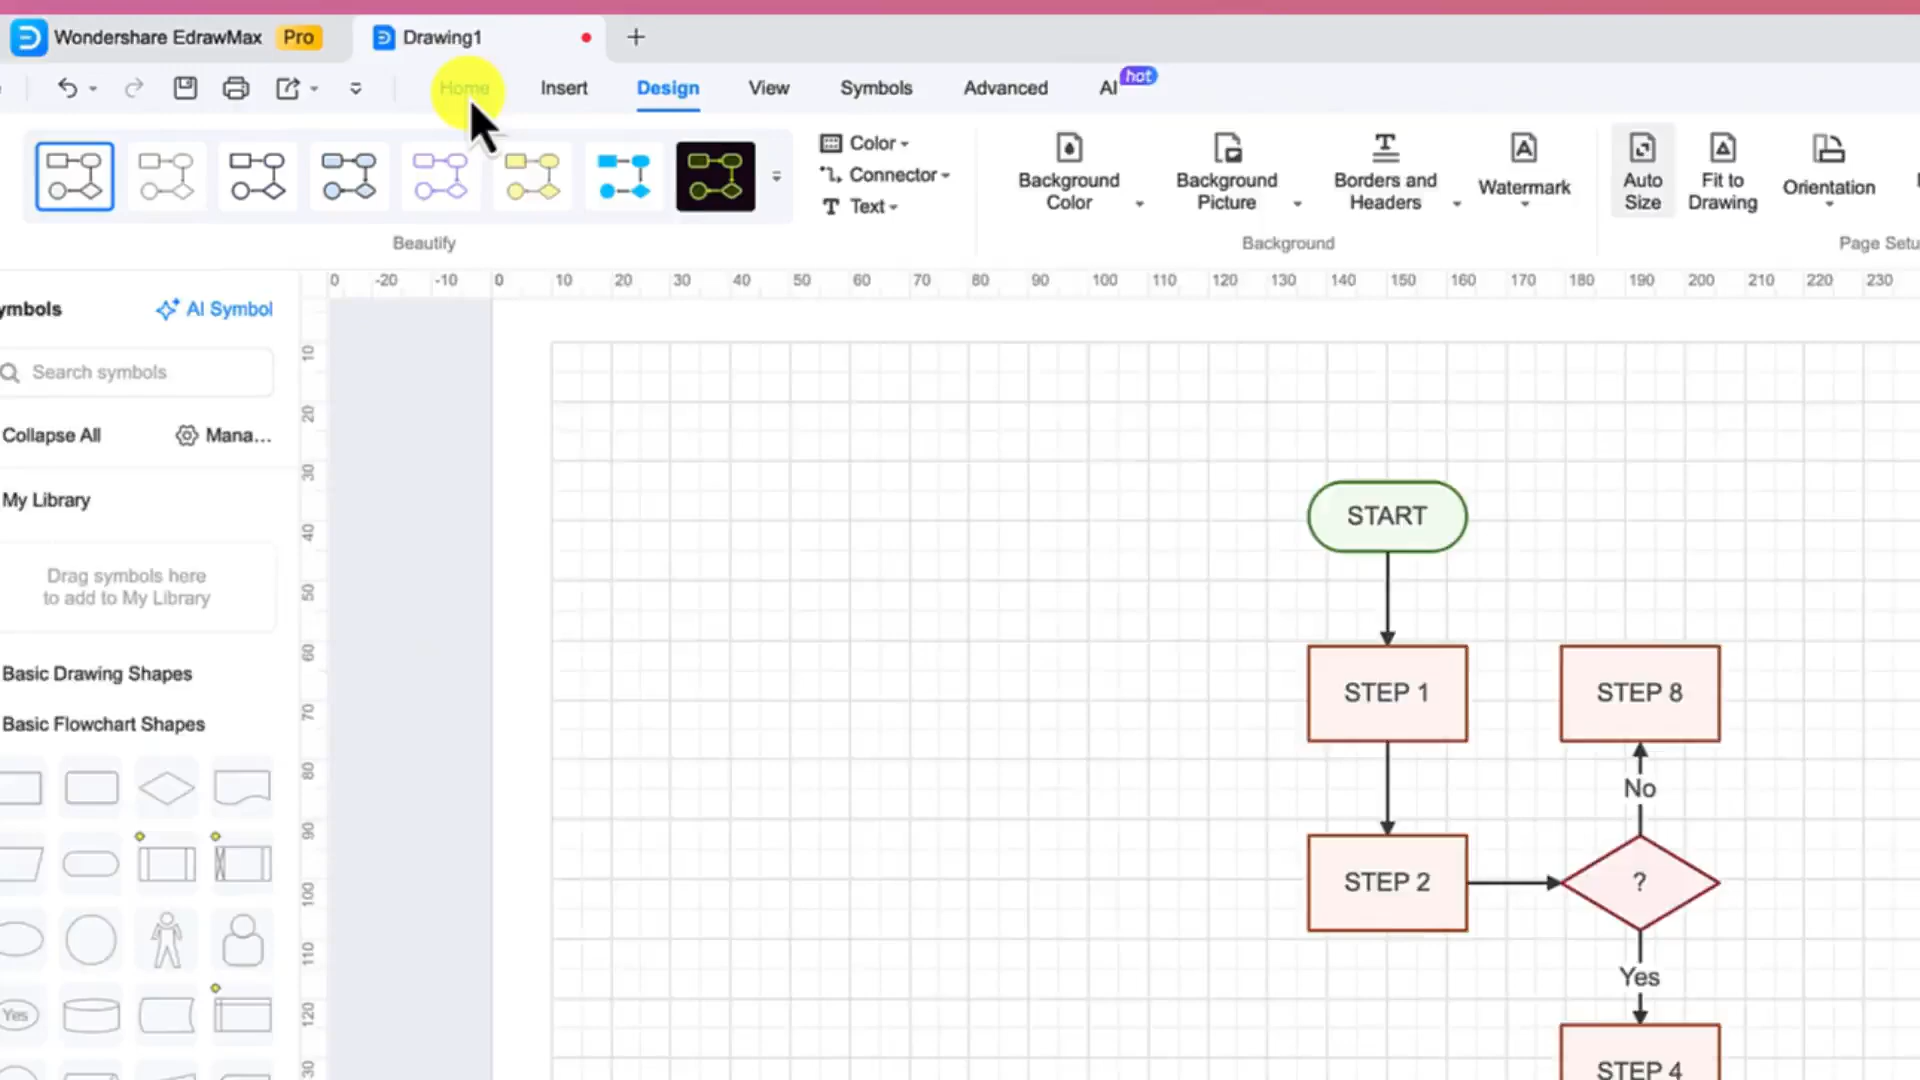 Wondershare EdrawMax Pro
Drawing1
Home Insert Design View Symbols Advanced AI hot
Color
Connector
Text
Beautify
Background Color
Background Picture
Borders and Headers
Watermark
Background
Auto Size
Fit to Drawing
Orientation
Page Setu
0 -20 -10 0 10 20 30 40 50 60 70 80 90 100 110 120 130 140 150 160 170 180 190 200 210 220 230
ymbols
AI Symbol
Search symbols
Collapse All
Mana...
My Library
Drag symbols here
to add to My Library
Basic Drawing Shapes
Basic Flowchart Shapes
Yes
10
20
30
40
50
60
70
80
90
100
110
120
30
START
STEP 1
STEP 8
No
STEP 2
?
Yes
STEP 4